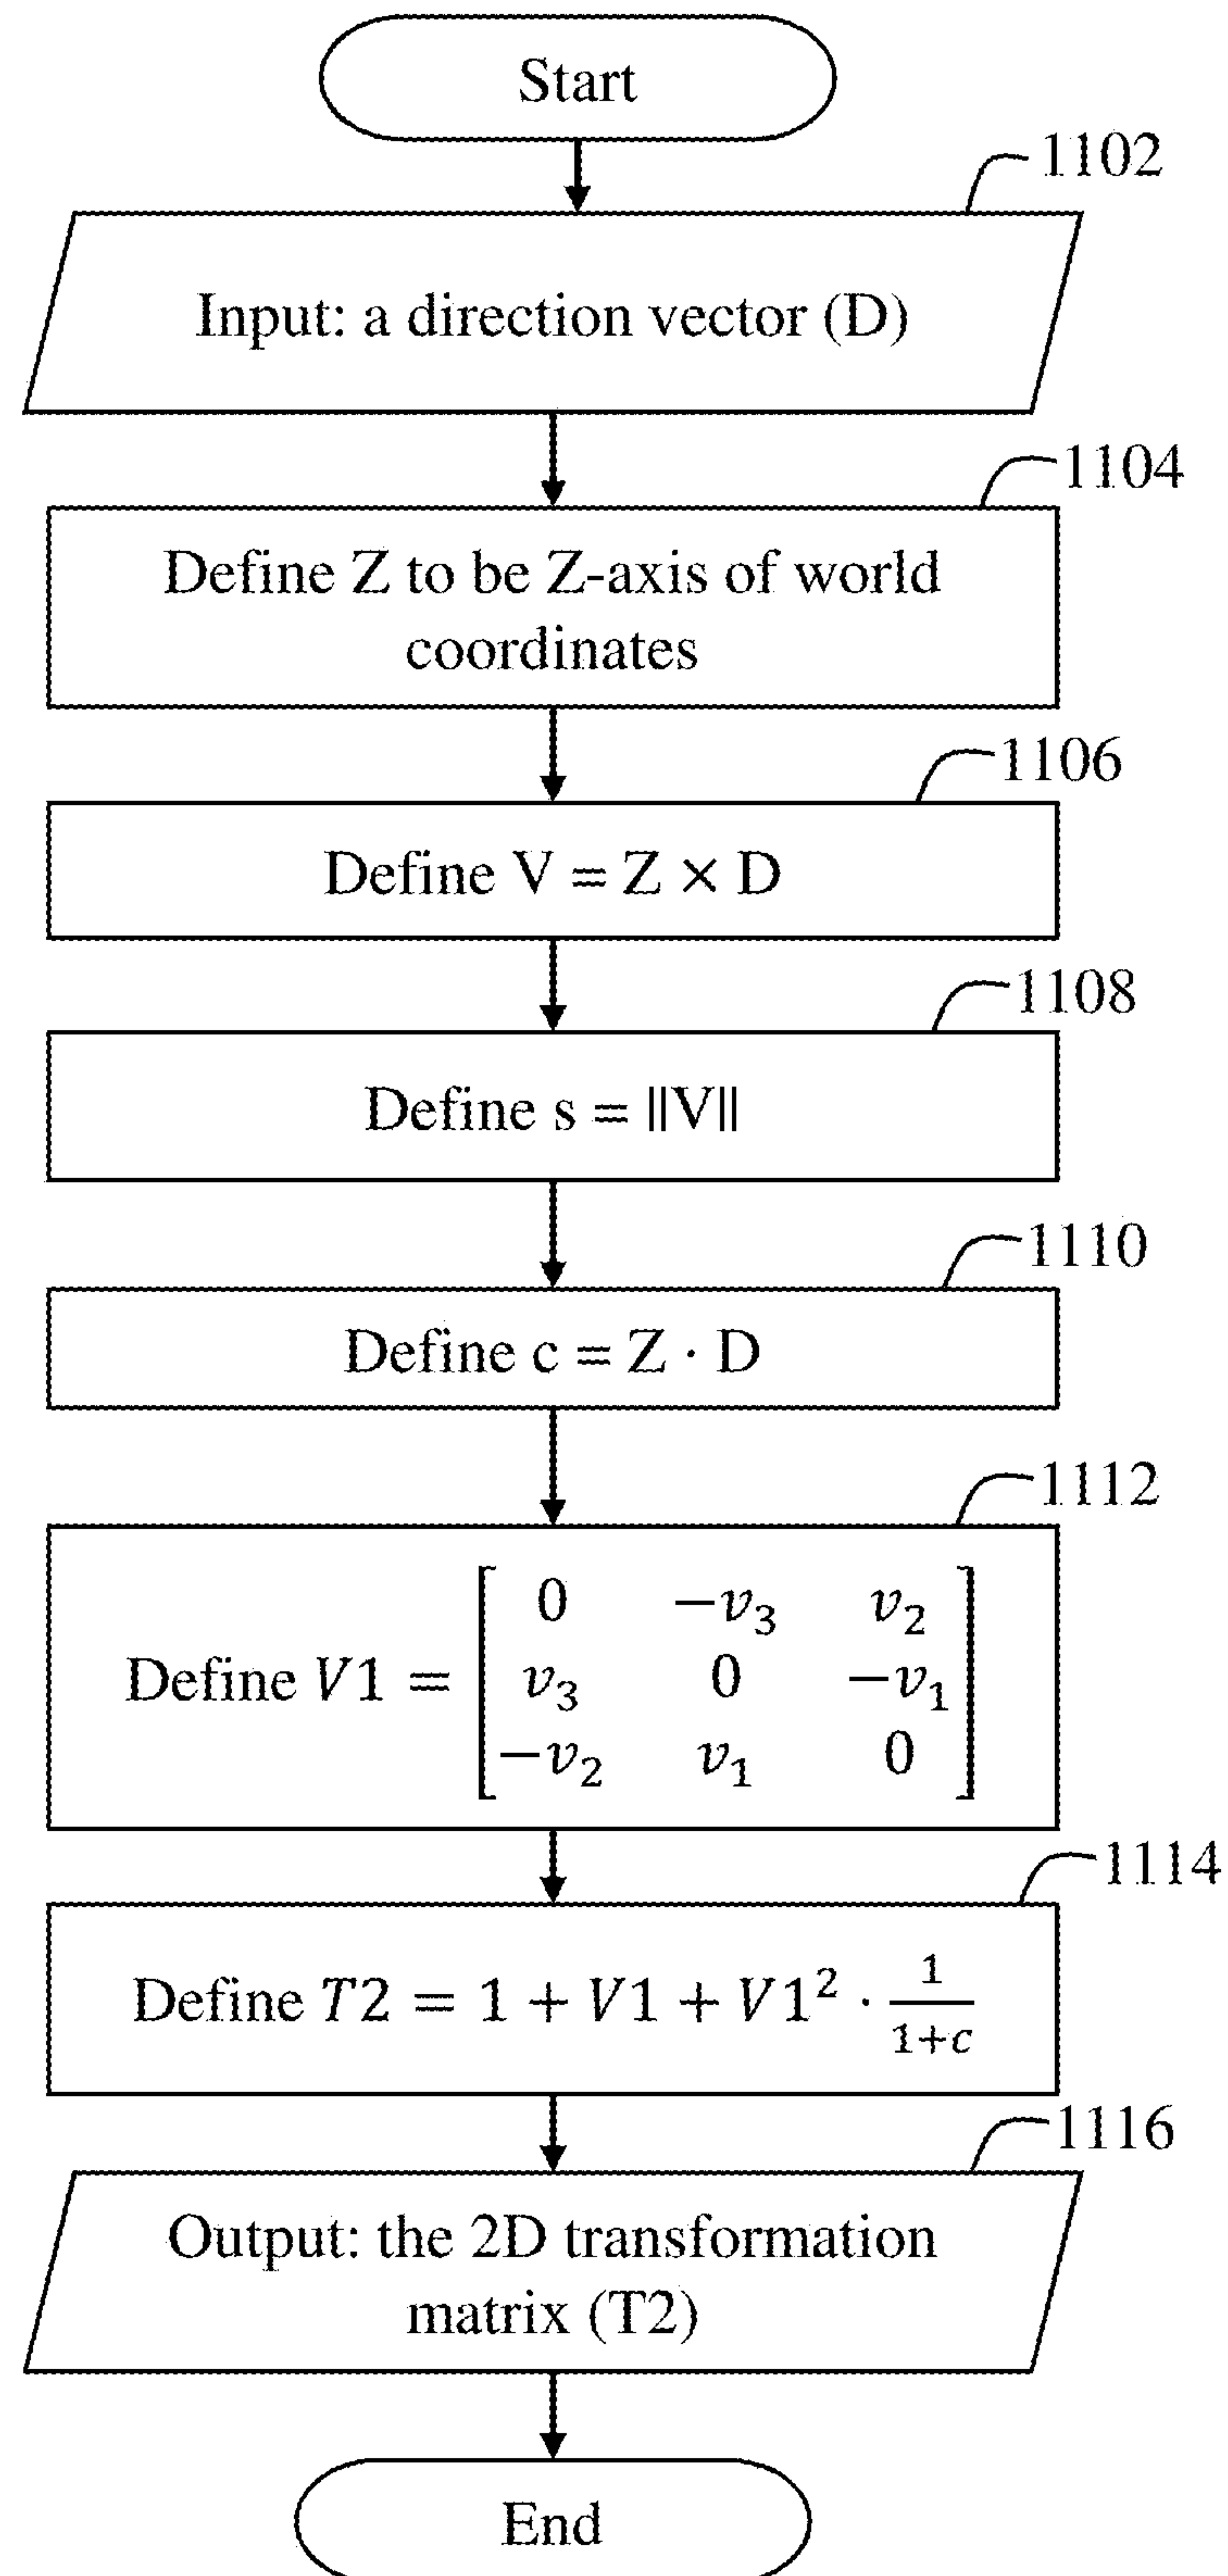 Start
1102
Input: a direction vector (D)
1104
Define Z to be Z-axis of world
coordinates
1106
Define V = Z × D
1108
Define s = ||V||
1110
Define c = Z · D
1112
Define V1 = [ 0 −v₃ v₂
v₃ 0 −v₁
−v₂ v₁ 0 ]
1114
Define T2 = 1 + V1 + V1² · 1/(1+c)
1116
Output: the 2D transformation
matrix (T2)
End